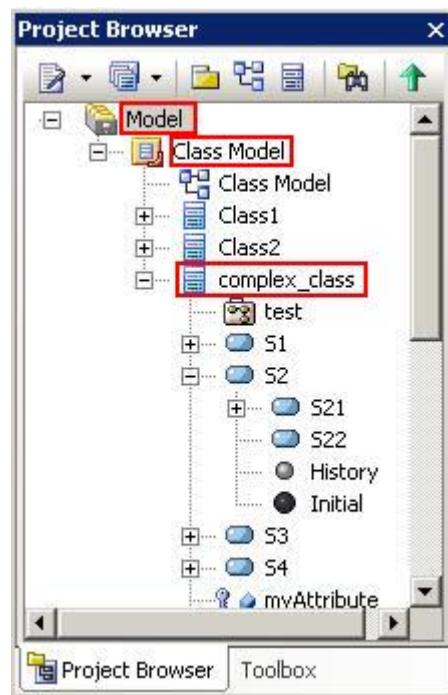 Project Browser
Model
Class Model
Class Model
Class1
Class2
complex_class
test
S1
S2
S21
S22
History
Initial
S3
S4
myAttribute
Project Browser
Toolbox